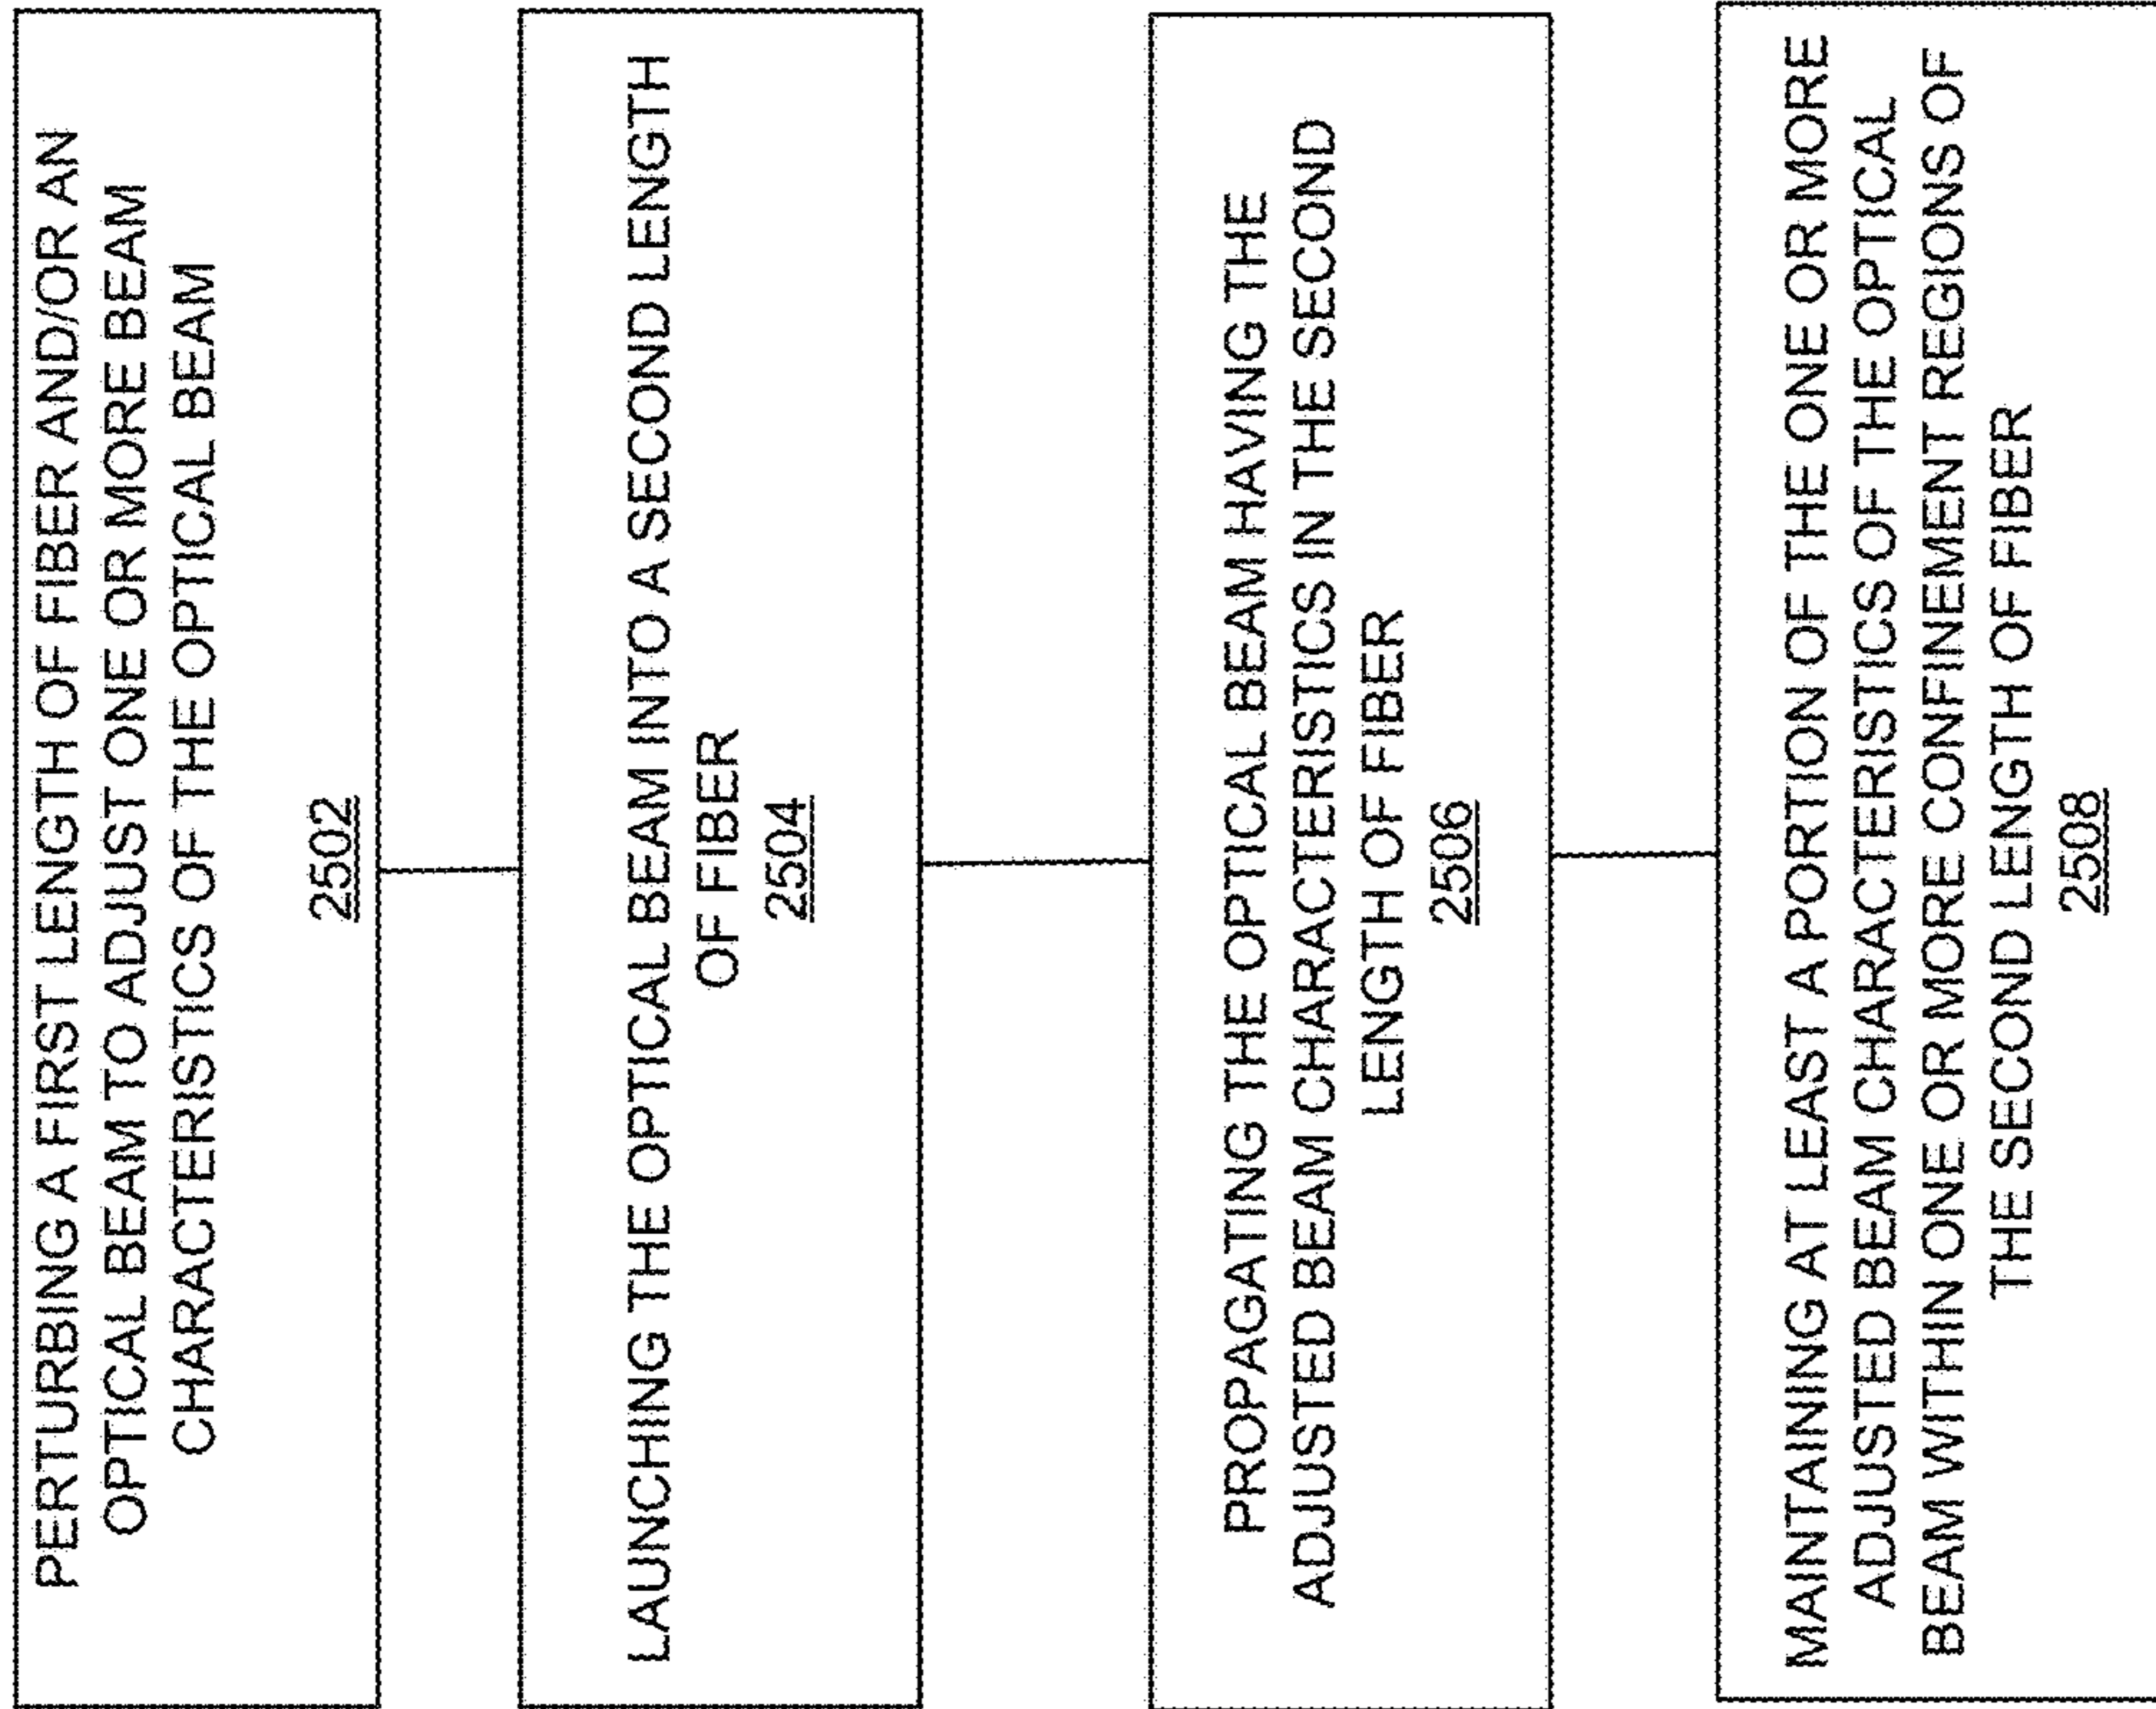 PERTURBING A FIRST LENGTH OF FIBER AND/OR AN
OPTICAL BEAM TO ADJUST ONE OR MORE BEAM
CHARACTERISTICS OF THE OPTICAL BEAM
2502
LAUNCHING THE OPTICAL BEAM INTO A SECOND LENGTH
OF FIBER
2504
PROPAGATING THE OPTICAL BEAM HAVING THE
ADJUSTED BEAM CHARACTERISTICS IN THE SECOND
LENGTH OF FIBER
2506
MAINTAINING AT LEAST A PORTION OF THE ONE OR MORE
ADJUSTED BEAM CHARACTERISTICS OF THE OPTICAL
BEAM WITHIN ONE OR MORE CONFINEMENT REGIONS OF
THE SECOND LENGTH OF FIBER
2508